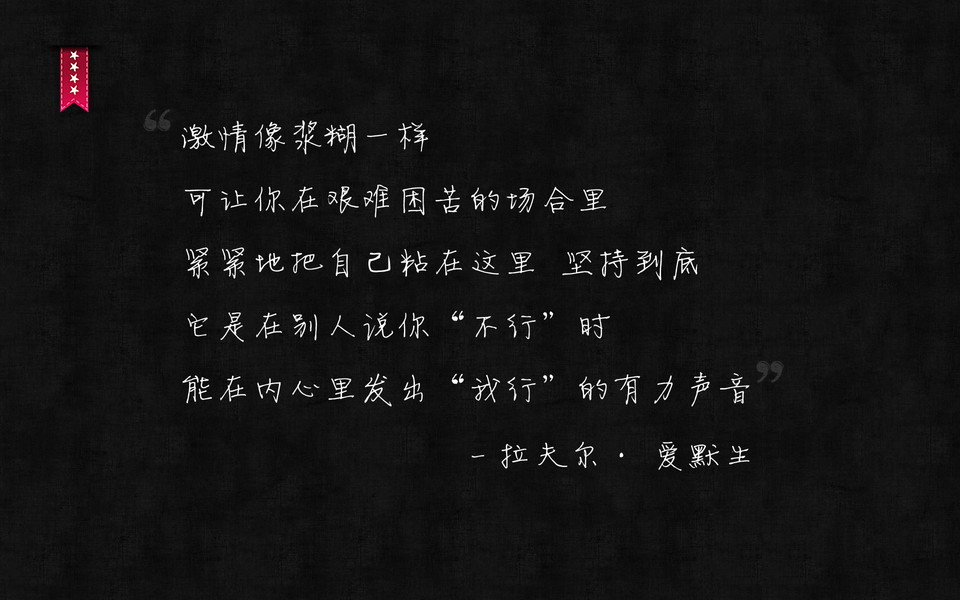 “激情像浆糊一样
可让你在艰难困苦的场合里
紧紧地把自己粘在这里 坚持到底
它是在别人说你“不行”时
能在内心里发出“我行”的有力声音”
- 拉夫尔· 爱默生